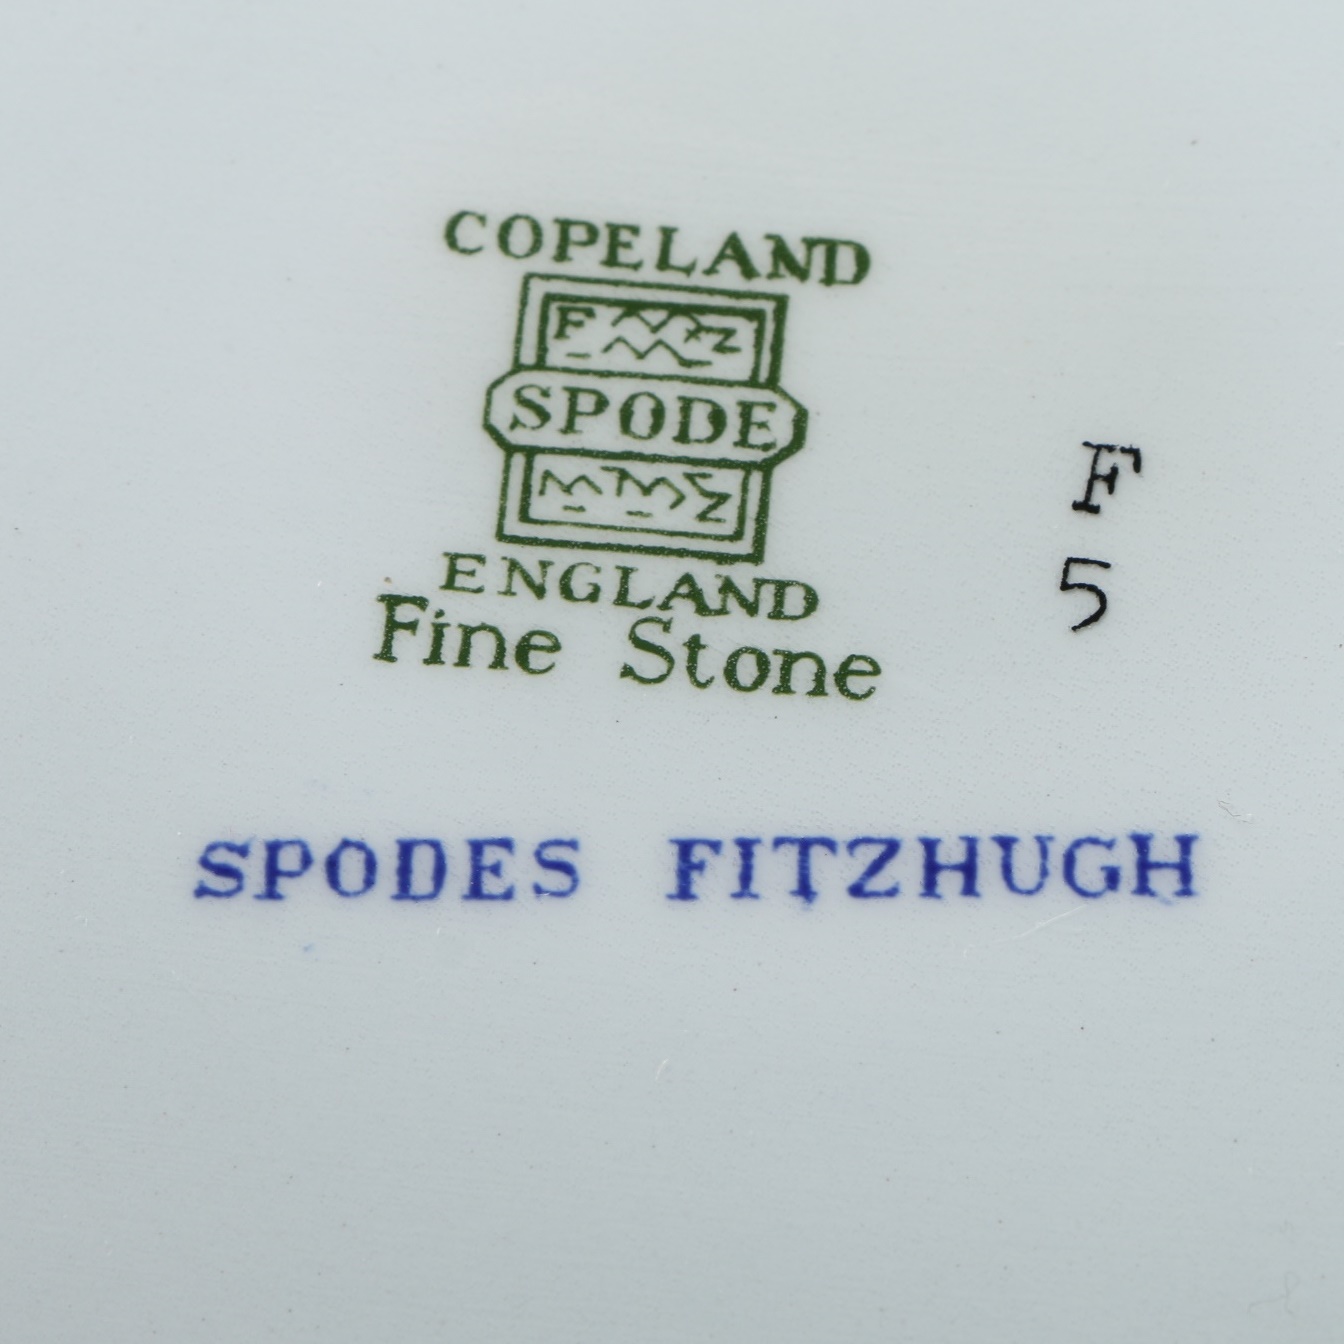 COPELAND
SPODE
ENGLAND
Fine Stone
F
5
SPODES FITZHUGH